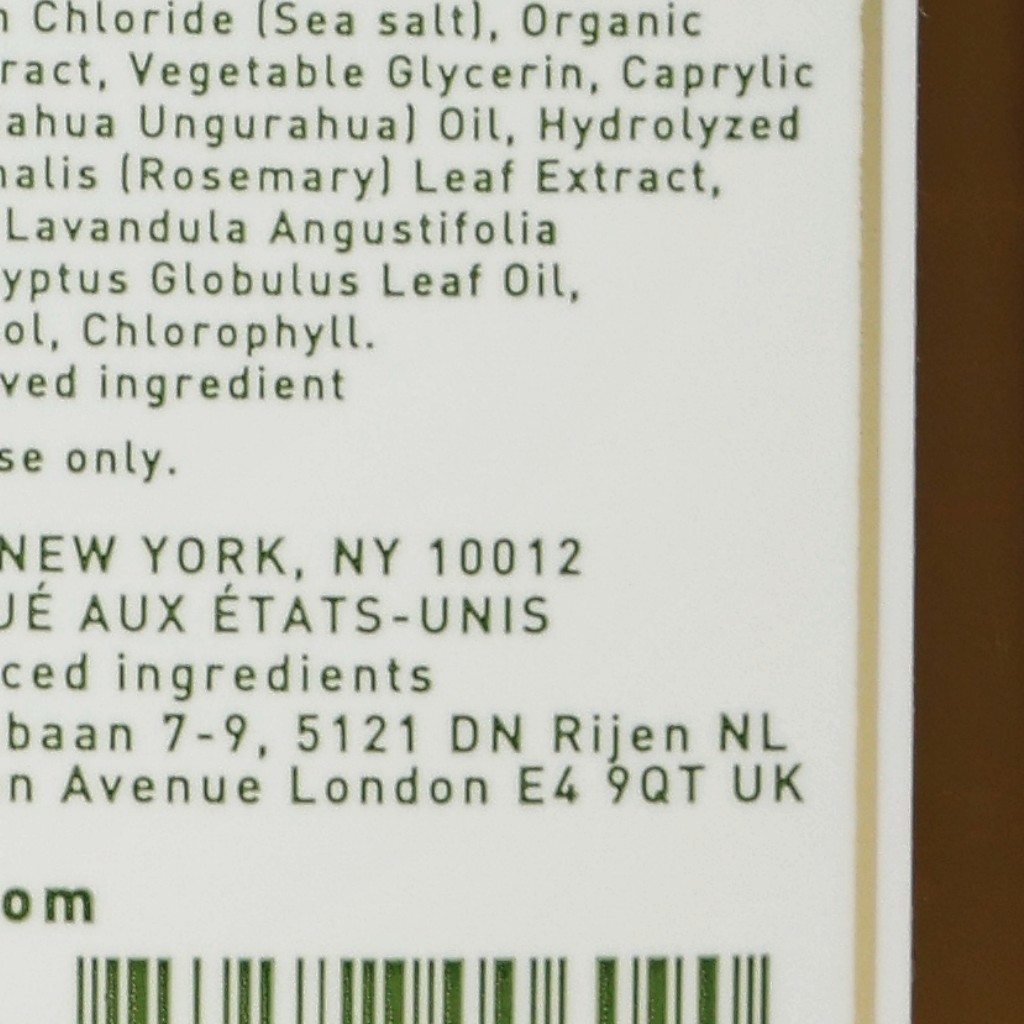 n Chloride (Sea salt), Organic
ract, Vegetable Glycerin, Caprylic
ahua Ungurahua) Oil, Hydrolyzed
nalis (Rosemary) Leaf Extract,
Lavandula Angustifolia
yptus Globulus Leaf Oil,
ol, Chlorophyll.
ved ingredient
se only.
NEW YORK, NY 10012
UÉ AUX ÉTATS-UNIS
ced ingredients
baan 7-9, 5121 DN Rijen NL
n Avenue London E4 9QT UK
om